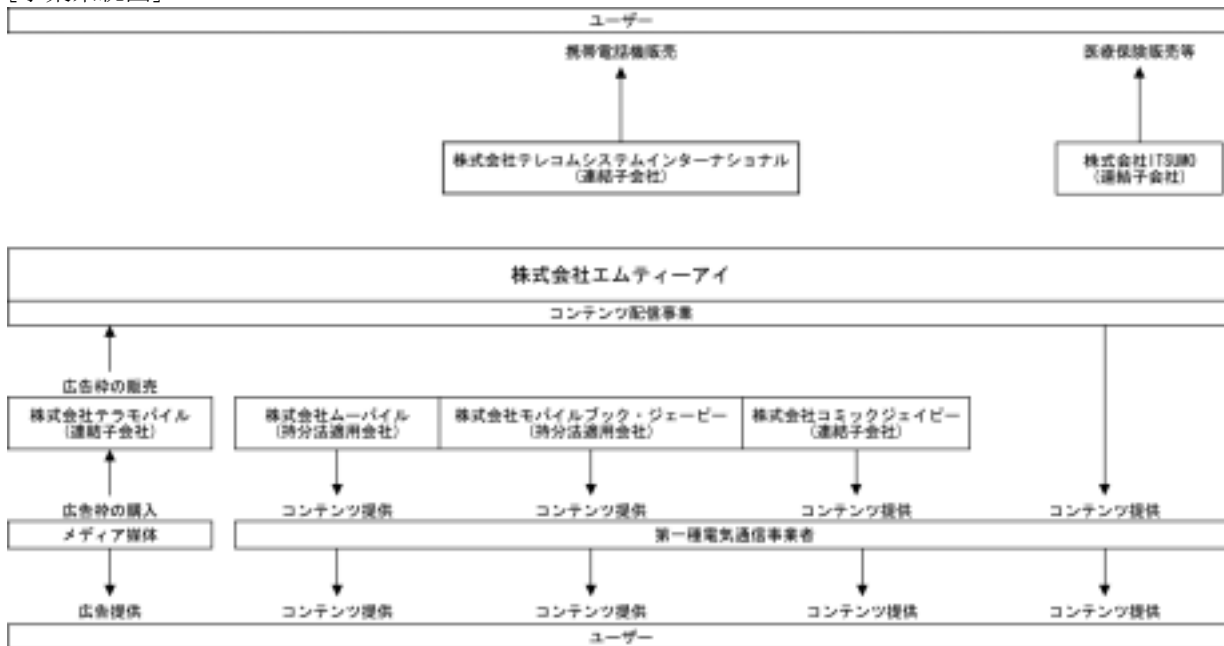 [事業系統図]
ユーザー
携帯電話機販売
医療保険販売等
株式会社テレコムシステムインターナショナル
(連結子会社)
株式会社ITSUMO
(連結子会社)
株式会社エムティーアイ
コンテンツ配信事業
広告枠の販売
株式会社テラモバイル
(連結子会社)
株式会社ムーバイル
(持分法適用会社)
株式会社モバイルブック・ジェーピー
(持分法適用会社)
株式会社コミックジェイピー
(連結子会社)
広告枠の購入
コンテンツ提供
コンテンツ提供
コンテンツ提供
コンテンツ提供
メディア媒体
第一種電気通信事業者
広告提供
コンテンツ提供
コンテンツ提供
コンテンツ提供
コンテンツ提供
ユーザー